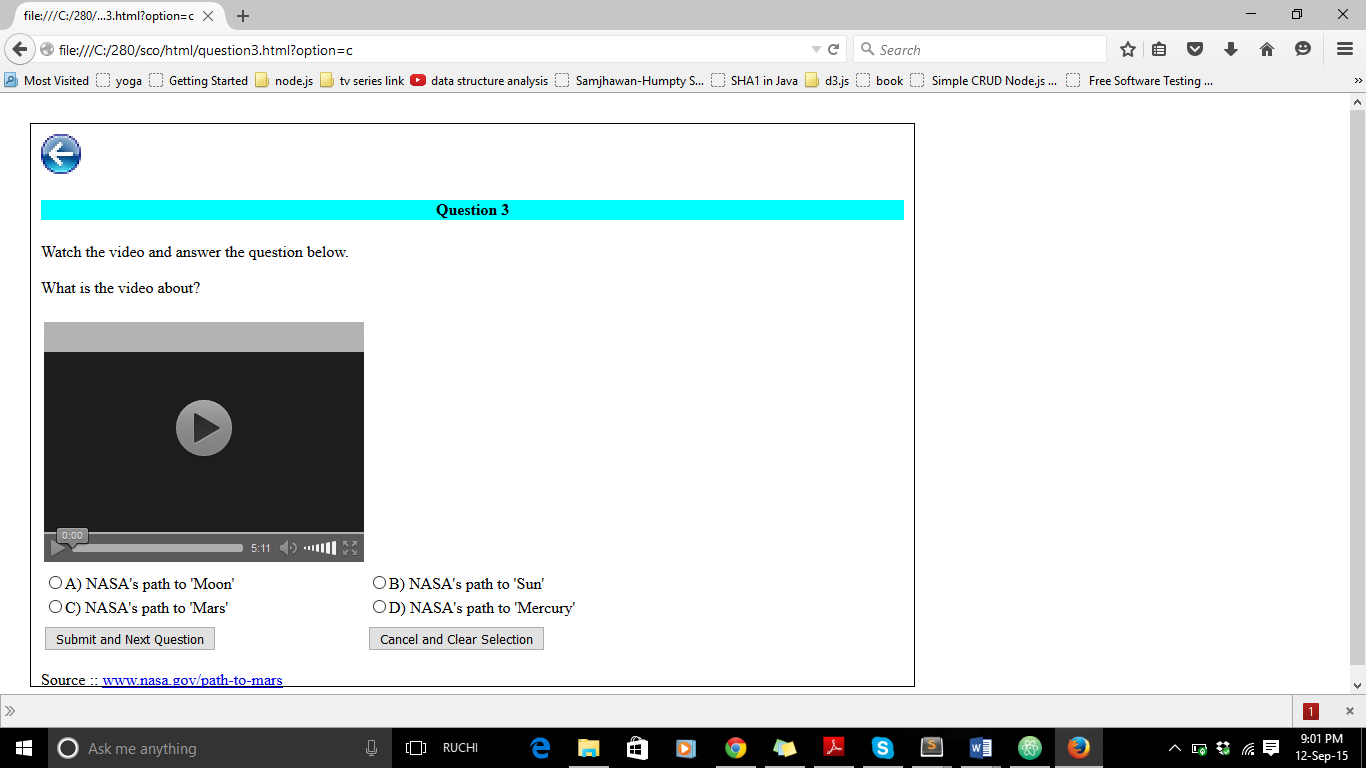 file:///C:/280/...3.html?option=c
file:///C:/280/sco/html/question3.html?option=c
Search
Most Visited yoga Getting Started node.js tv series link data structure analysis Samjhawan-Humpty S... SHA1 in Java d3.js book Simple CRUD Node.js ... Free Software Testing ...
Question 3
Watch the video and answer the question below.
What is the video about?
0:00
5:11
A) NASA's path to 'Moon' B) NASA's path to 'Sun'
C) NASA's path to 'Mars' D) NASA's path to 'Mercury'
Submit and Next Question Cancel and Clear Selection
Source :: www.nasa.gov/path-to-mars
1
Ask me anything RUCHI 9:01 PM
12-Sep-15